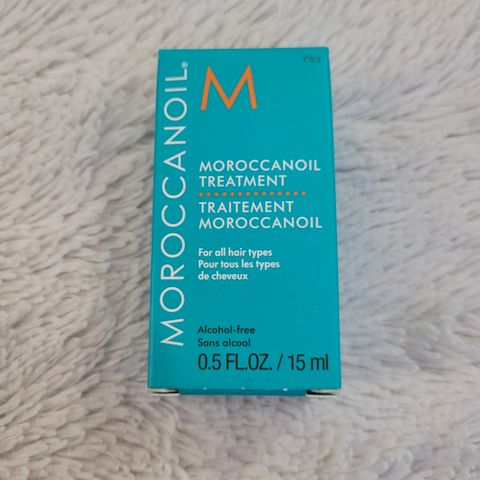 MOROCCANOIL®
M
MOROCCANOIL
TREATMENT
TRAITEMENT
MOROCCANOIL
For all hair types
Pour tous les types
de cheveux
Alcohol-free
Sans alcool
0.5 FL.OZ. / 15 ml